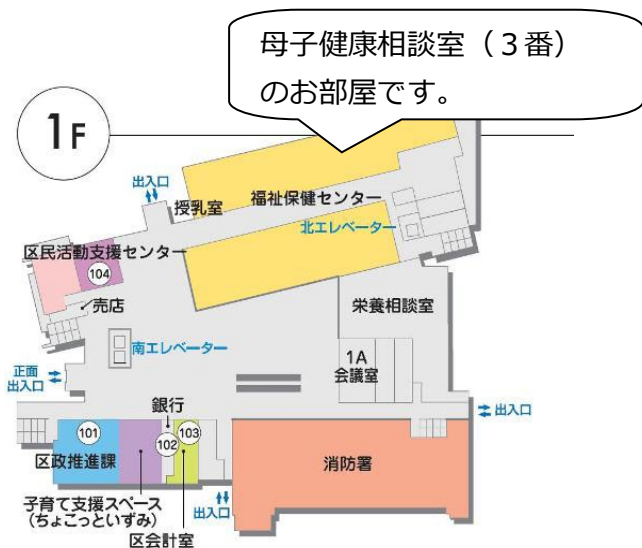 母子健康相談室（３番）
のお部屋です。
1F
出入口
授乳室
福祉保健センター
北エレベーター
区民活動支援センター
104
売店
栄養相談室
南エレベーター
1A
会議室
正面
出入口
銀行
出入口
101
102
103
区政推進課
消防署
子育て支援スペース
(ちょこっといずみ)
出入口
区会計室